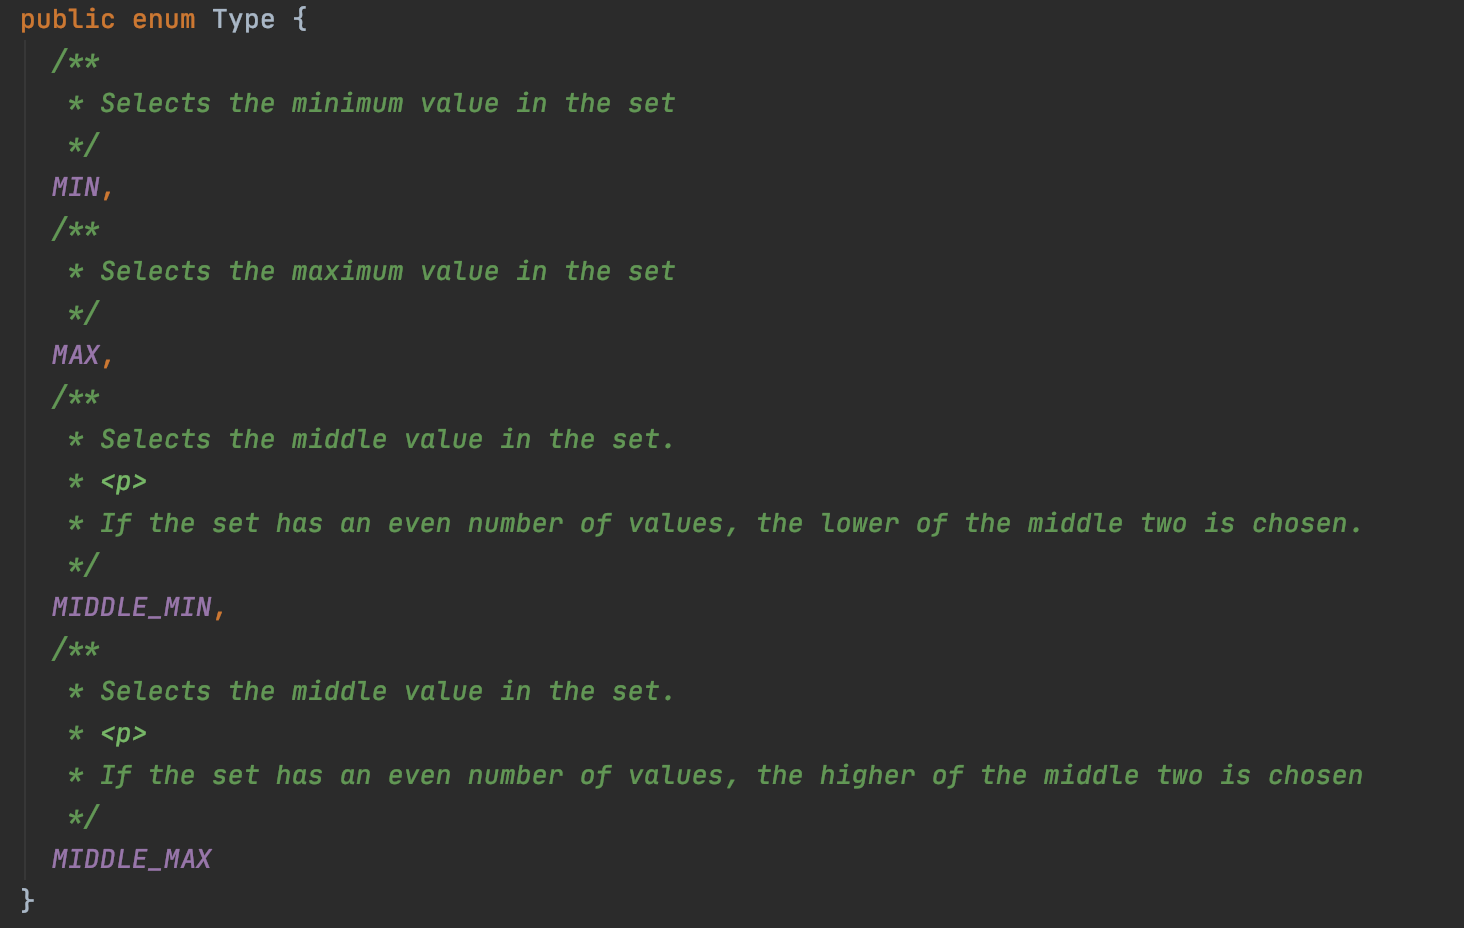 public enum Type {
/**
* Selects the minimum value in the set
*/
MIN,
/**
* Selects the maximum value in the set
*/
MAX,
/**
* Selects the middle value in the set.
* <p>
* If the set has an even number of values, the lower of the middle two is chosen.
*/
MIDDLE_MIN,
/**
* Selects the middle value in the set.
* <p>
* If the set has an even number of values, the higher of the middle two is chosen
*/
MIDDLE_MAX
}